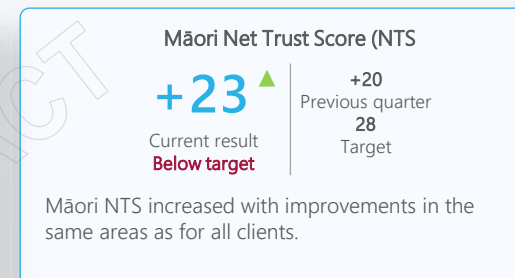 Māori Net Trust Score (NTS
+23
Current result
Below target
+20
Previous quarter
28
Target
Māori NTS increased with improvements in the
same areas as for all clients.
ACT